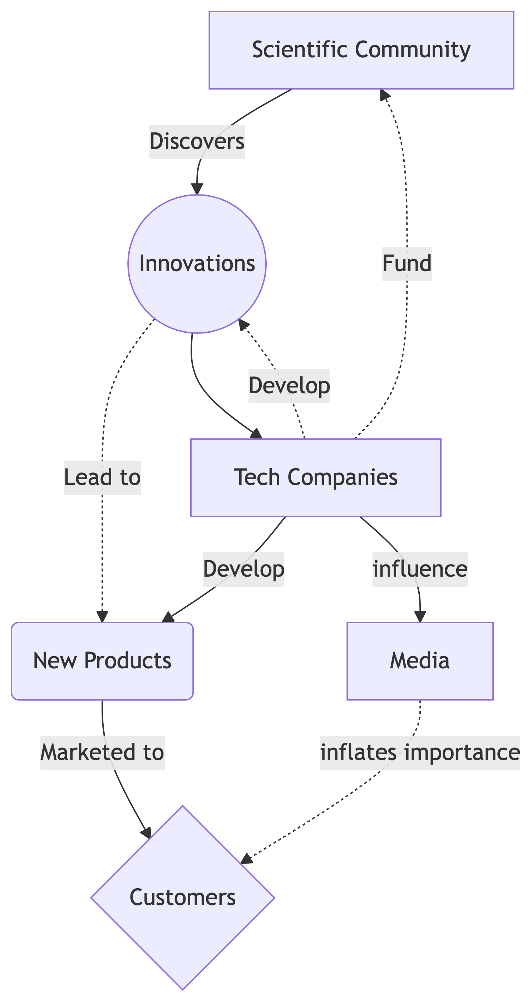 Scientific Community
Discovers
Innovations
Fund
Develop
Lead to
Tech Companies
Develop
influence
New Products
Media
Marketed to
inflates importance
Customers